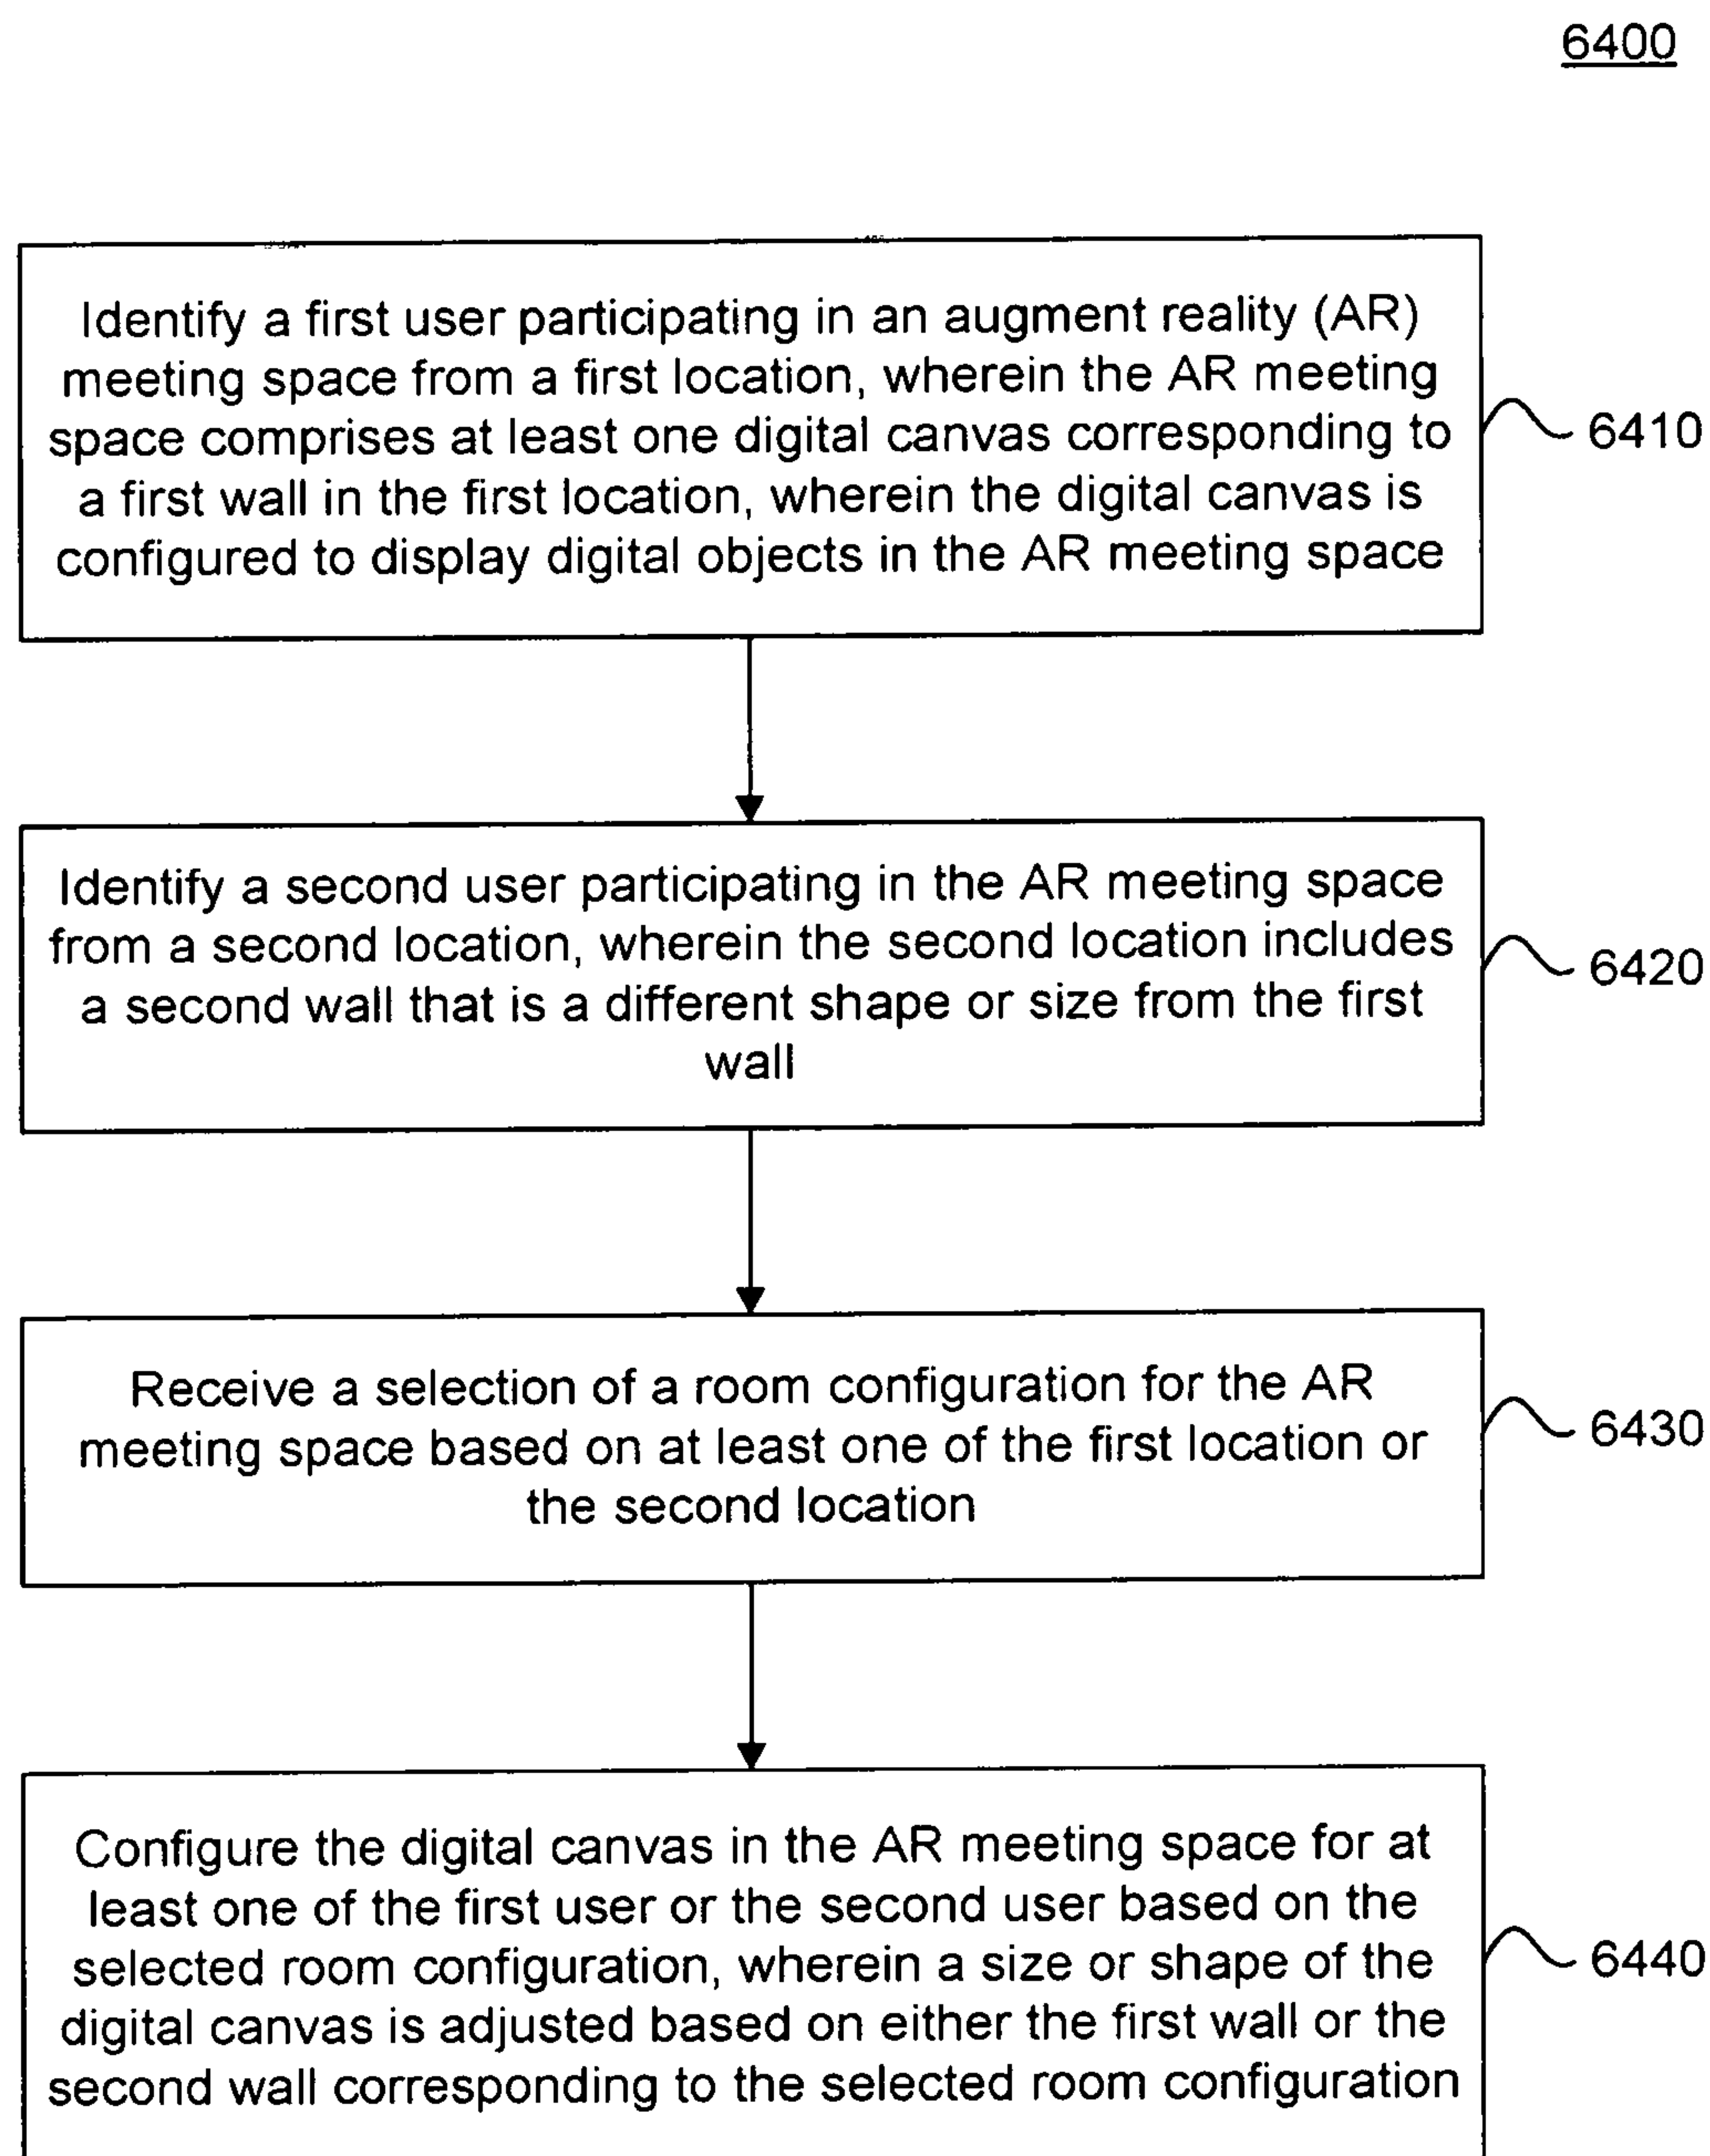 6400
Identify a first user participating in an augment reality (AR)
meeting space from a first location, wherein the AR meeting
space comprises at least one digital canvas corresponding to
a first wall in the first location, wherein the digital canvas is
configured to display digital objects in the AR meeting space
6410
Identify a second user participating in the AR meeting space
from a second location, wherein the second location includes
a second wall that is a different shape or size from the first
wall
6420
Receive a selection of a room configuration for the AR
meeting space based on at least one of the first location or
the second location
6430
Configure the digital canvas in the AR meeting space for at
least one of the first user or the second user based on the
selected room configuration, wherein a size or shape of the
digital canvas is adjusted based on either the first wall or the
second wall corresponding to the selected room configuration
6440